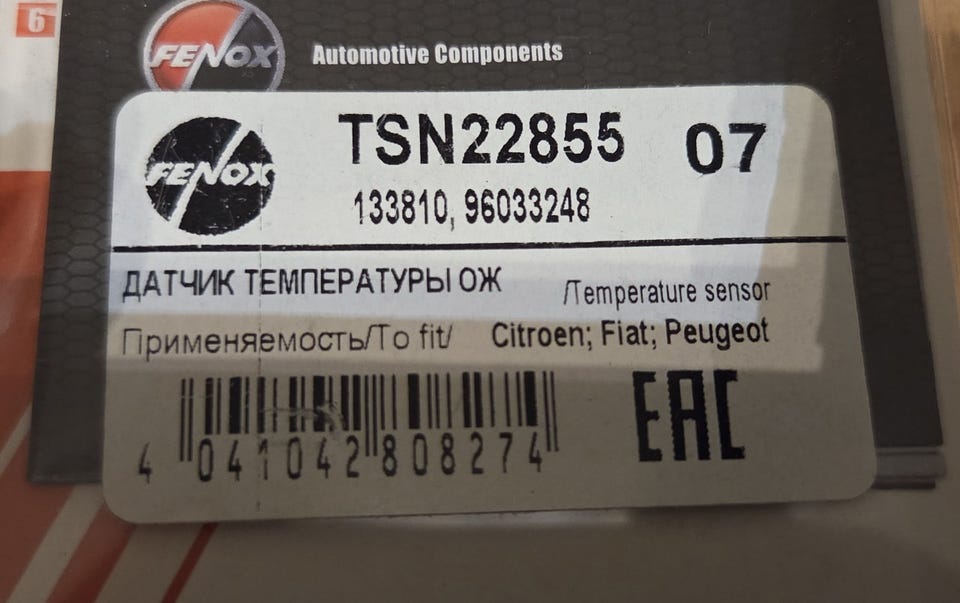 6
FENOX
Automotive Components
FENOX
TSN22855 07
133810, 96033248
ДАТЧИК ТЕМПЕРАТУРЫ ОЖ /Temperature sensor
Применяемость/To fit/ Citroen; Fiat; Peugeot
4 041042 808274
EAC